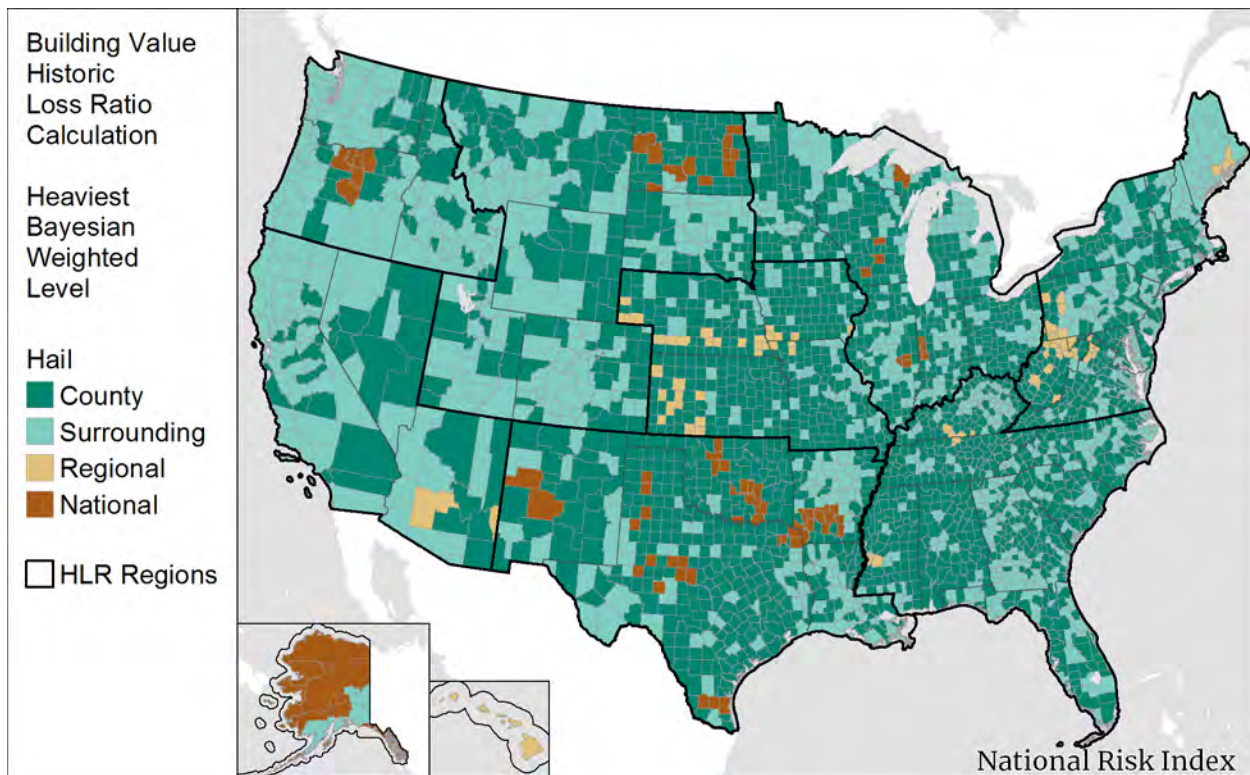 Building Value
Historic
Loss Ratio
Calculation
Heaviest
Bayesian
Weighted
Level
Hail
County
Surrounding
Regional
National
HLR Regions
National Risk Index